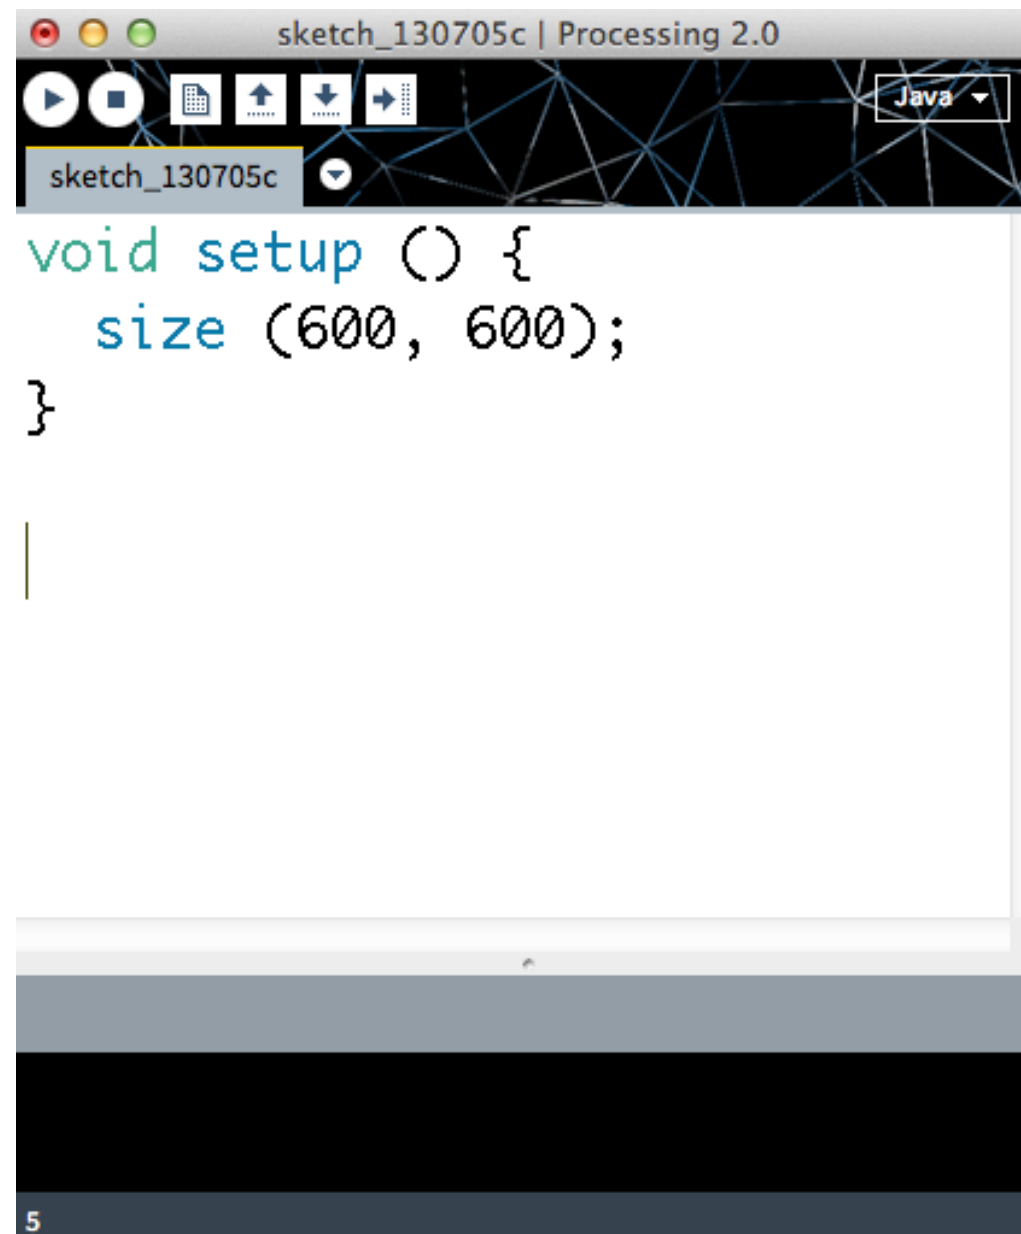 sketch_130705c | Processing 2.0
Java
sketch_130705c
void setup () {
  size (600, 600);
}
5